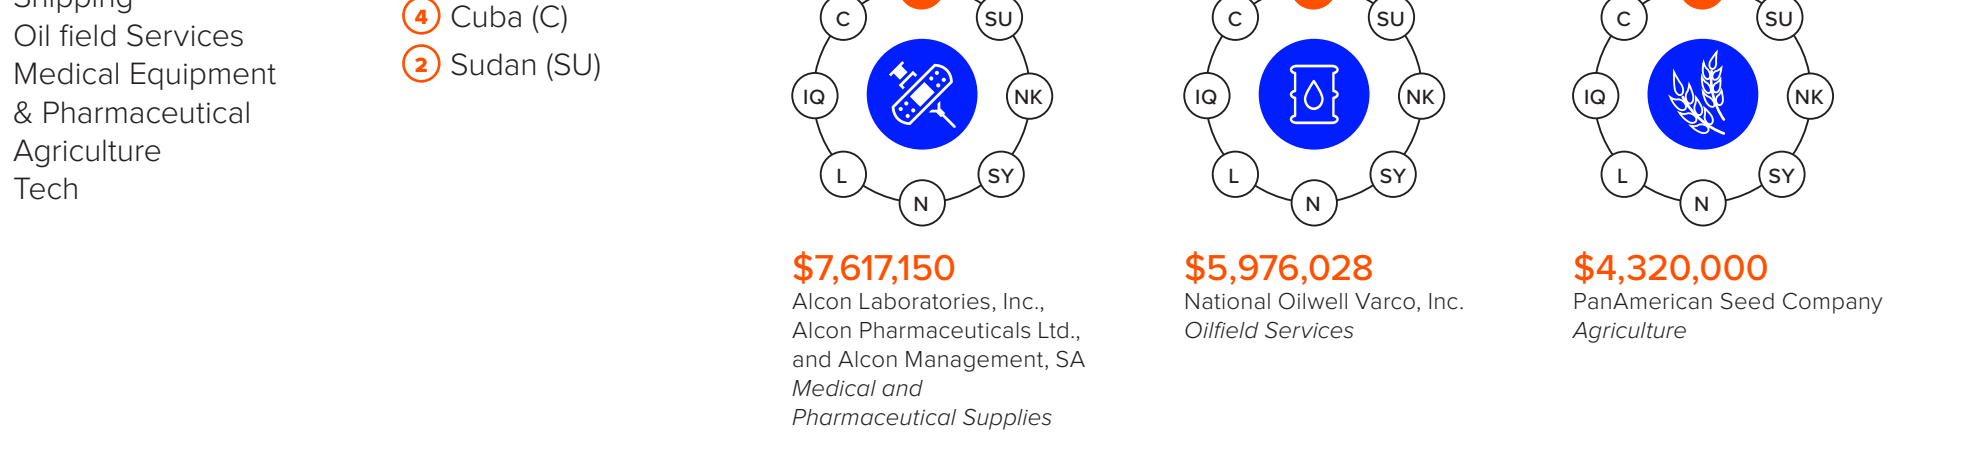 Shipping
Oil field Services
Medical Equipment
& Pharmaceutical
Agriculture
Tech
4 Cuba (C)
2 Sudan (SU)
C
SU
IQ
NK
L
SY
N
$7,617,150
Alcon Laboratories, Inc.,
Alcon Pharmaceuticals Ltd.,
and Alcon Management, SA
Medical and
Pharmaceutical Supplies
C
SU
IQ
NK
L
SY
N
$5,976,028
National Oilwell Varco, Inc.
Oilfield Services
C
SU
IQ
NK
L
SY
N
$4,320,000
PanAmerican Seed Company
Agriculture